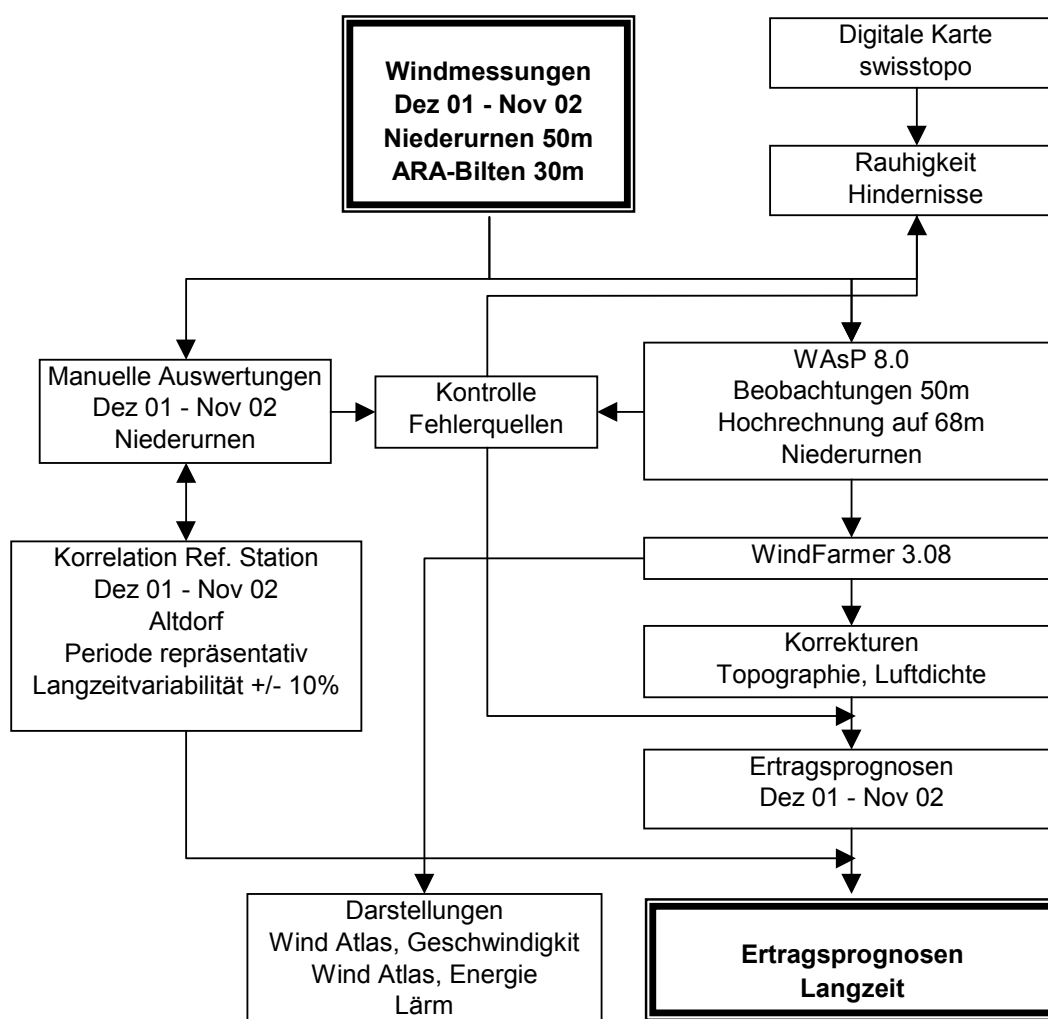 Windmessungen
Dez 01 - Nov 02
Niederurnen 50m
ARA-Bilten 30m
Digitale Karte
swisstopo
Rauhigkeit
Hindernisse
Manuelle Auswertungen
Dez 01 - Nov 02
Niederurnen
Kontrolle
Fehlerquellen
WAsP 8.0
Beobachtungen 50m
Hochrechnung auf 68m
Niederurnen
Korrelation Ref. Station
Dez 01 - Nov 02
Altdorf
Periode repräsentativ
Langzeitvariabilität +/- 10%
WindFarmer 3.08
Korrekturen
Topographie, Luftdichte
Ertragsprognosen
Dez 01 - Nov 02
Darstellungen
Wind Atlas, Geschwindigkit
Wind Atlas, Energie
Lärm
Ertragsprognosen
Langzeit